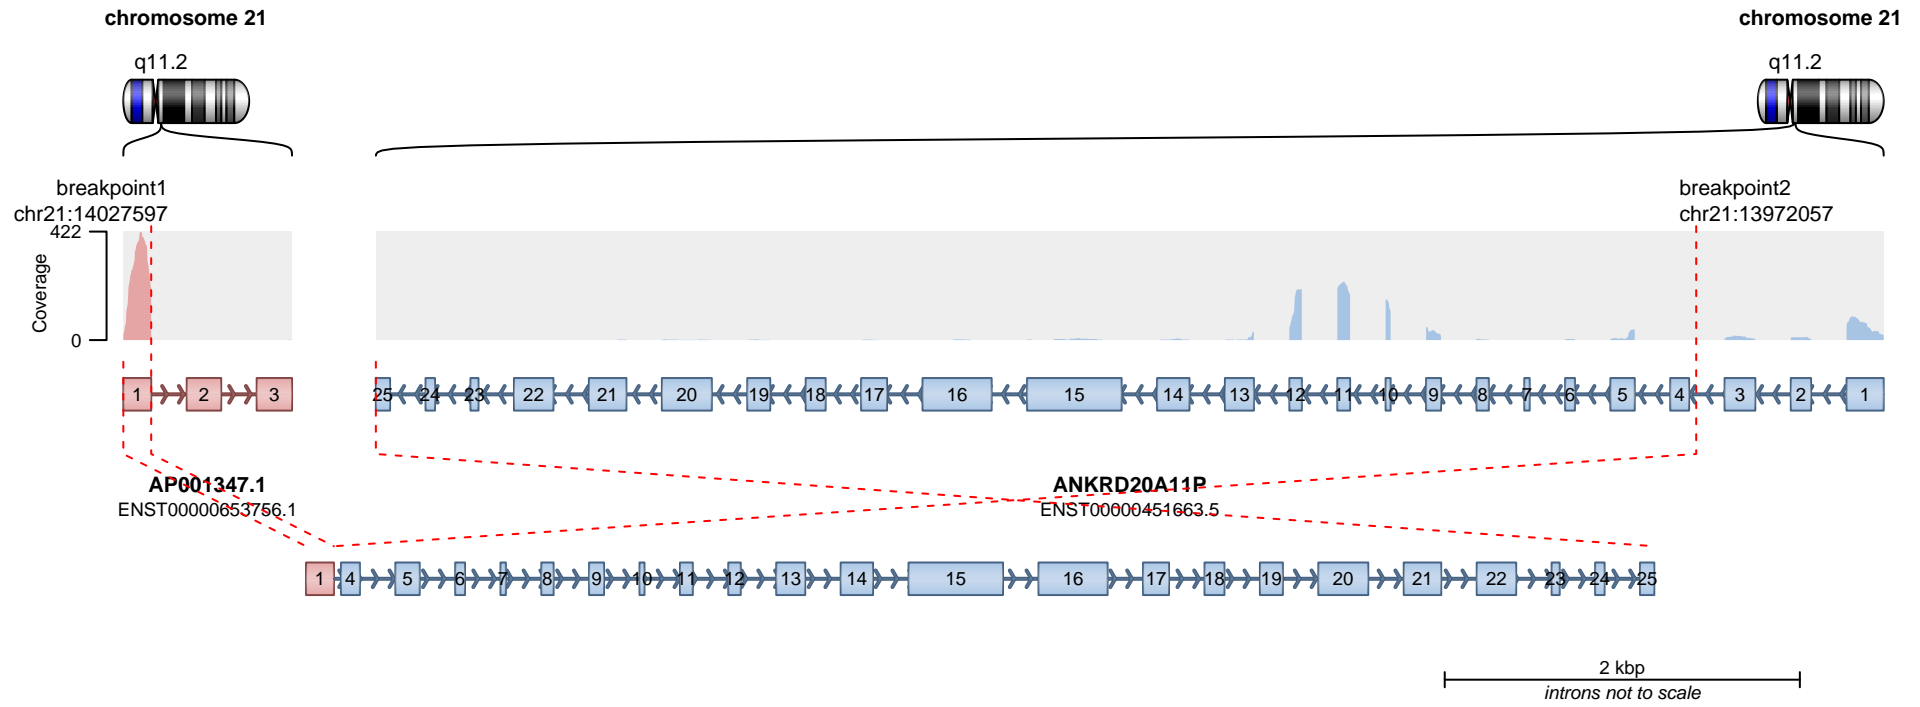 chromosome 21
chromosome 21
q11.2
q11.2
breakpoint1
chr21:14027597
breakpoint2
chr21:13972057
422
Coverage
0
1 2 3
25 24 23 22 21 20 19 18 17 16 15 14 13 12 11 10 9 8 7 6 5 4 3 2 1
AP001347.1
ENST00000653756.1
ANKRD20A11P
ENST00000451663.5
1 4 5 6 7 8 9 10 11 12 13 14 15 16 17 18 19 20 21 22 23 24 25
2 kbp
introns not to scale